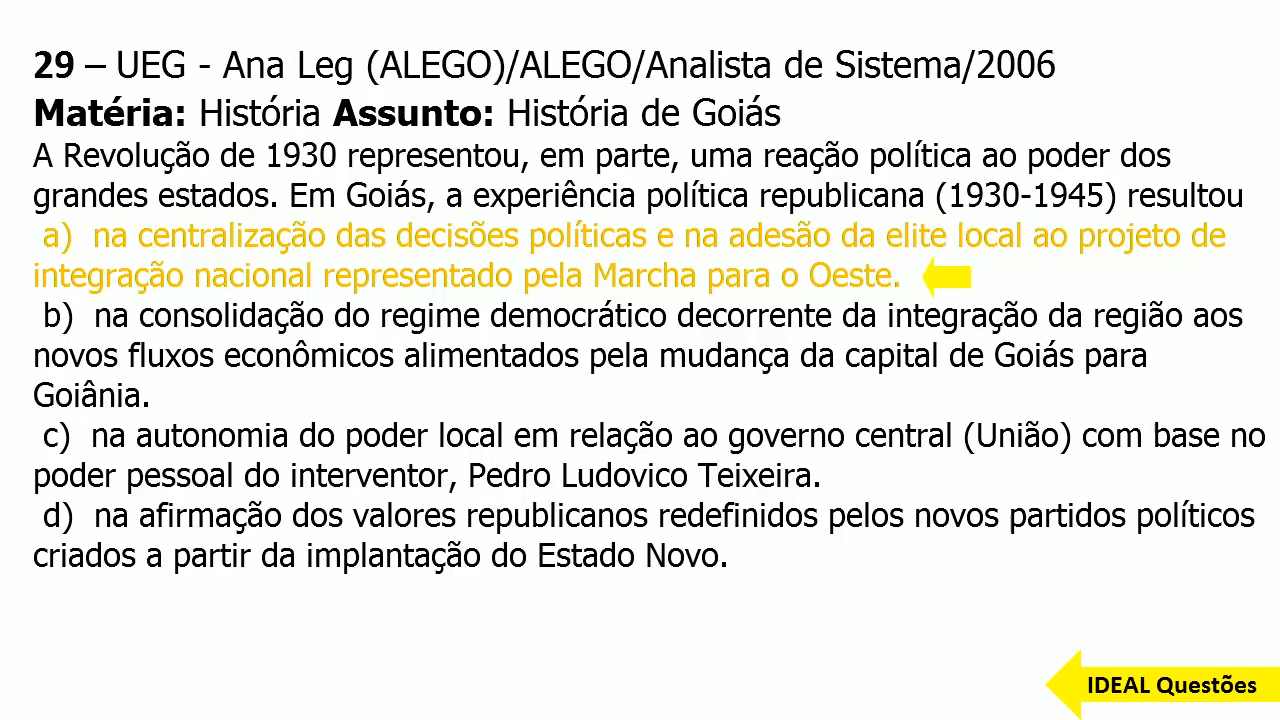 29 – UEG - Ana Leg (ALEGO)/ALEGO/Analista de Sistema/2006
Matéria: História Assunto: História de Goiás
A Revolução de 1930 representou, em parte, uma reação política ao poder dos
grandes estados. Em Goiás, a experiência política republicana (1930-1945) resultou
a) na centralização das decisões políticas e na adesão da elite local ao projeto de
integração nacional representado pela Marcha para o Oeste.
b) na consolidação do regime democrático decorrente da integração da região aos
novos fluxos econômicos alimentados pela mudança da capital de Goiás para
Goiânia.
c) na autonomia do poder local em relação ao governo central (União) com base no
poder pessoal do interventor, Pedro Ludovico Teixeira.
d) na afirmação dos valores republicanos redefinidos pelos novos partidos políticos
criados a partir da implantação do Estado Novo.
IDEAL Questões